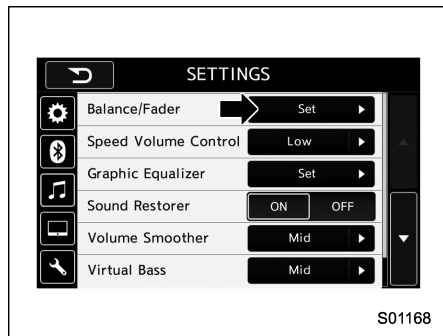 SETTINGS
Balance/Fader Set
Speed Volume Control Low
Graphic Equalizer Set
Sound Restorer ON OFF
Volume Smoother Mid
Virtual Bass Mid
S01168